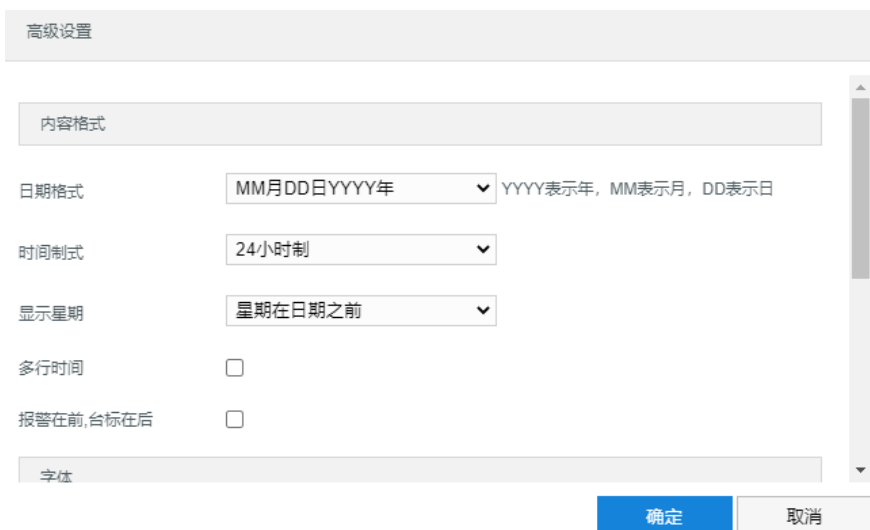 高级设置
内容格式
日期格式 MM月DD日YYYY年 YYYY表示年，MM表示月，DD表示日
时间制式 24小时制
显示星期 星期在日期之前
多行时间
报警在前,台标在后
字体
确定 取消